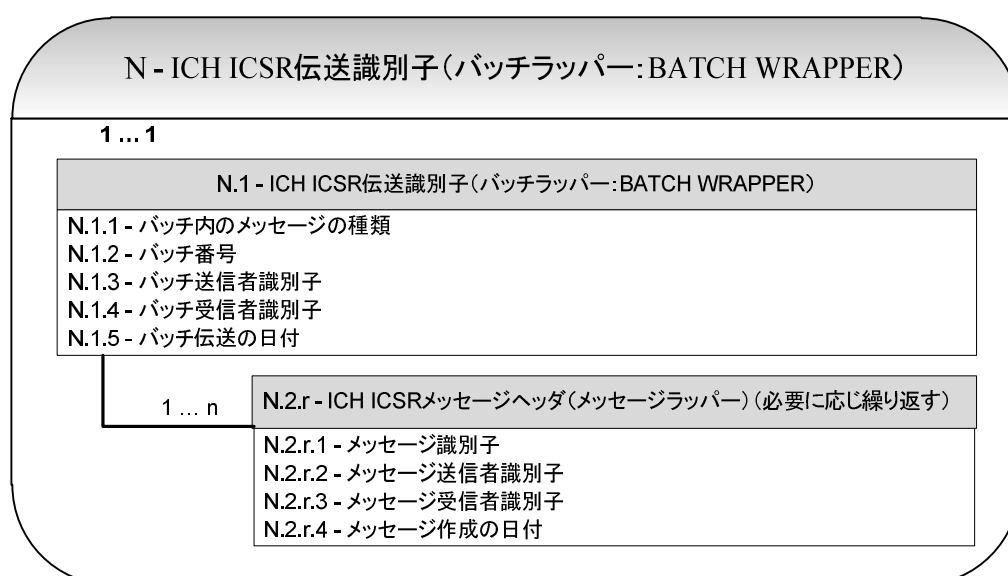 N - ICH ICSR伝送識別子(バッチラッパー:BATCH WRAPPER)
1 ... 1
N.1 - ICH ICSR伝送識別子(バッチラッパー:BATCH WRAPPER)
N.1.1 - バッチ内のメッセージの種類
N.1.2 - バッチ番号
N.1.3 - バッチ送信者識別子
N.1.4 - バッチ受信者識別子
N.1.5 - バッチ伝送の日付
1 ... n
N.2.r - ICH ICSRメッセージヘッダ(メッセージラッパー)(必要に応じ繰り返す)
N.2.r.1 - メッセージ識別子
N.2.r.2 - メッセージ送信者識別子
N.2.r.3 - メッセージ受信者識別子
N.2.r.4 - メッセージ作成の日付